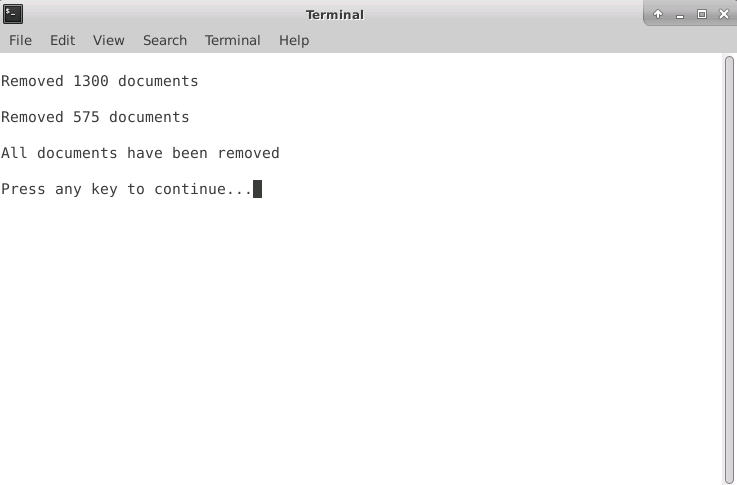 Terminal
File Edit View Search Terminal Help
Removed 1300 documents
Removed 575 documents
All documents have been removed
Press any key to continue...